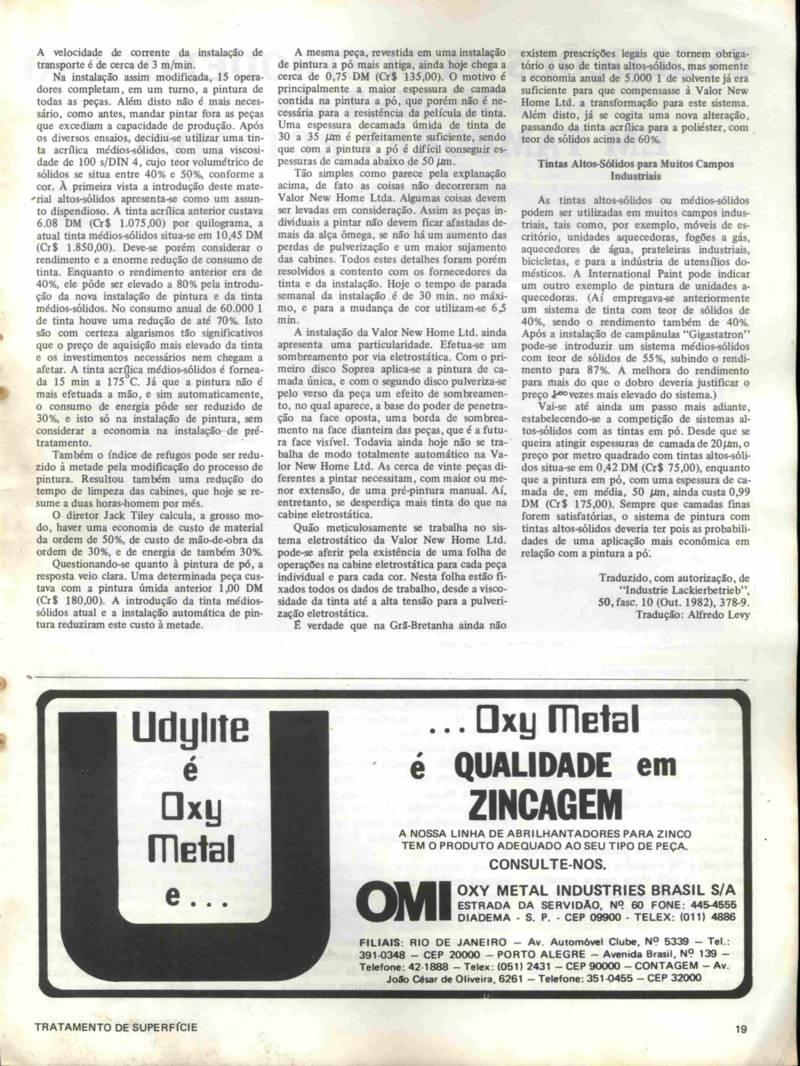 A velocidade de corrente da instalação de
transporte é de cerca de 3 m/min.
Na instalação assim modificada, 15 opera-
dores completam, em um turno, a pintura de
todas as peças. Além disto não é mais neces-
sário, como antes, mandar pintar fora as peças
que excediam a capacidade de produção. Após
os diversos ensaios, decidiu-se utilizar uma tin-
ta acrílica médios-sólidos, com uma viscosi-
dade de 100 s/DIN 4, cujo teor volumétrico de
sólidos se situa entre 40% e 50%, conforme a
cor. À primeira vista a introdução deste mate-
rial altos-sólidos apresenta-se como um assun-
to dispendioso. A tinta acrílica anterior custava
6.08 DM (Cr$ 1.075,00) por quilograma, a
atual tinta médios-sólidos situa-se em 10,45 DM
(Cr$ 1.850,00). Deve-se porém considerar o
rendimento e a enorme redução de consumo de
tinta. Enquanto o rendimento anterior era de
40%, ele pôde ser elevado a 80% pela introdu-
ção da nova instalação de pintura e da tinta
médios-sólidos. No consumo anual de 60.000 l
de tinta houve uma redução de até 70%. Isto
são com certeza algarismos tão significativos
que o preço de aquisição mais elevado da tinta
e os investimentos necessários nem chegam a
afetar. A tinta acrílica médios-sólidos é fornea-
da 15 min a 175°C. Já que a pintura não é
mais efetuada a mão, e sim automaticamente,
o consumo de energia pôde ser reduzido de
30%, e isto só na instalação de pintura, sem
considerar a economia na instalação de pré-
tratamento.
Também o índice de refugos pode ser redu-
zido à metade pela modificação do processo de
pintura. Resultou também uma redução do
tempo de limpeza das cabines, que hoje se re-
sume a duas horas-homem por mês.
O diretor Jack Tiley calcula, a grosso mo-
do, haver uma economia de custo de material
da ordem de 50%, de custo de mão-de-obra da
ordem de 30%, e de energia de também 30%.
Questionando-se quanto à pintura de pó, a
resposta veio clara. Uma determinada peça cus-
tava com a pintura úmida anterior 1,00 DM
(Cr$ 180,00). A introdução da tinta médios-
sólidos atual e a instalação automática de pin-
tura reduziram este custo à metade.
A mesma peça, revestida em uma instalação
de pintura a pó mais antiga, ainda hoje chega a
cerca de 0,75 DM (Cr$ 135,00). O motivo é
principalmente a maior espessura de camada
contida na pintura a pó, que porém não é ne-
cessária para a resistência da película de tinta.
Uma espessura decamada úmida de tinta de
30 a 35 µm é perfeitamente suficiente, sendo
que com a pintura a pó é difícil conseguir es-
pessuras de camada abaixo de 50 µm.
Tão simples como parece pela explanação
acima, de fato as coisas não decorreram na
Valor New Home Ltda. Algumas coisas devem
ser levadas em consideração. Assim as peças in-
dividuais a pintar não devem ficar afastadas de-
mais da alça ômega, se não há um aumento das
perdas de pulverização e um maior sujamento
das cabines. Todos estes detalhes foram porém
resolvidos a contento com os fornecedores da
tinta e da instalação. Hoje o tempo de parada
semanal da instalação é de 30 min. no máxi-
mo, e para a mudança de cor utilizam-se 6,5
min.
A instalação da Valor New Home Ltd. ainda
apresenta uma particularidade. Efetua-se um
sombreamento por via eletrostática. Com o pri-
meiro disco Soprea aplica-se a pintura de ca-
mada única, e com o segundo disco pulveriza-se
pelo verso da peça um efeito de sombreamen-
to, no qual aparece, a base do poder de penetra-
ção na face oposta, uma borda de sombrea-
mento na face dianteira das peças, que é a futu-
ra face visível. Todavia ainda hoje não se tra-
balha de modo totalmente automático na Va-
lor New Home Ltd. As cerca de vinte peças di-
ferentes a pintar necessitam, com maior ou me-
nor extensão, de uma pré-pintura manual. Aí,
entretanto, se desperdiça mais tinta do que na
cabine eletrostática.
Quão meticulosamente se trabalha no sis-
tema eletrostático da Valor New Home Ltd.
pode-se aferir pela existência de uma folha de
operações na cabine eletrostática para cada peça
individual e para cada cor. Nesta folha estão fi-
xados todos os dados de trabalho, desde a visco-
sidade da tinta até a alta tensão para a pulveri-
zação eletrostática.
É verdade que na Grã-Bretanha ainda não
existem prescrições legais que tornem obriga-
tório o uso de tintas altos-sólidos, mas somente
a economia anual de 5.000 l de solvente já era
suficiente para que compensasse à Valor New
Home Ltd. a transformação para este sistema.
Além disto, já se cogita uma nova alteração,
passando da tinta acrílica para a poliéster, com
teor de sólidos acima de 60%.
Tintas Altos-Sólidos para Muitos Campos
Industriais
As tintas altos-sólidos ou médios-sólidos
podem ser utilizadas em muitos campos indus-
triais, tais como, por exemplo, móveis de es-
critório, unidades aquecedoras, fogões a gás,
aquecedores de água, prateiras industriais,
bicicletas, e para a indústria de utensílios do-
mésticos. A International Paint pode indicar
um outro exemplo de pintura de unidades a-
quecedoras. (Aí empregava-se anteriormente
um sistema de tinta com teor de sólidos de
40%, sendo o rendimento também de 40%.
Após a instalação de campânulas "Gigastatron"
pode-se introduzir um sistema médios-sólidos
com teor de sólidos de 55%, subindo o rendi-
mento para 87%. A melhora do rendimento
para mais do que o dobro deveria justificar o
preço vezes mais elevado do sistema.)
Vai-se até ainda um passo mais adiante,
estabelecendo-se a competição de sistemas al-
tos-sólidos com as tintas em pó. Desde que se
queira atingir espessuras de camada de 20µm, o
preço por metro quadrado com tintas altos-sóli-
dos situa-se em 0,42 DM (Cr$ 75,00), enquanto
que a pintura em pó, com uma espessura de ca-
mada de, em média, 50 µm, ainda custa 0,99
DM (Cr$ 175,00). Sempre que camadas finas
forem satisfatórias, o sistema de pintura com
tintas altos-sólidos deveria ter pois as probabili-
dades de uma aplicação mais econômica em
relação com a pintura a pó.
Traduzido, com autorização, de
"Industrie Lackierbetrieb",
50, fasc. 10 (Out. 1982), 378-9.
Tradução: Alfredo Levy
Udylite
é
Oxy
Metal
e...
...Oxy Metal
é QUALIDADE em
ZINCAGEM
A NOSSA LINHA DE ABRILHANTADORES PARA ZINCO
TEM O PRODUTO ADEQUADO AO SEU TIPO DE PEÇA.
CONSULTE-NOS.
OMI OXY METAL INDUSTRIES BRASIL S/A
ESTRADA DA SERVIDÃO, Nº 60 FONE: 445-4555
DIADEMA - S. P. - CEP 09900 - TELEX: (011) 4886
FILIAIS: RIO DE JANEIRO — Av. Automóvel Clube, Nº 5339 — Tel.:
391-0348 — CEP 20000 — PORTO ALEGRE — Avenida Brasil, Nº 139 —
Telefone: 42-1888 — Telex: (051) 2431 — CEP 90000 — CONTAGEM — Av.
João César de Oliveira, 6261 — Telefone: 351-0455 — CEP 32000
TRATAMENTO DE SUPERFÍCIE
19